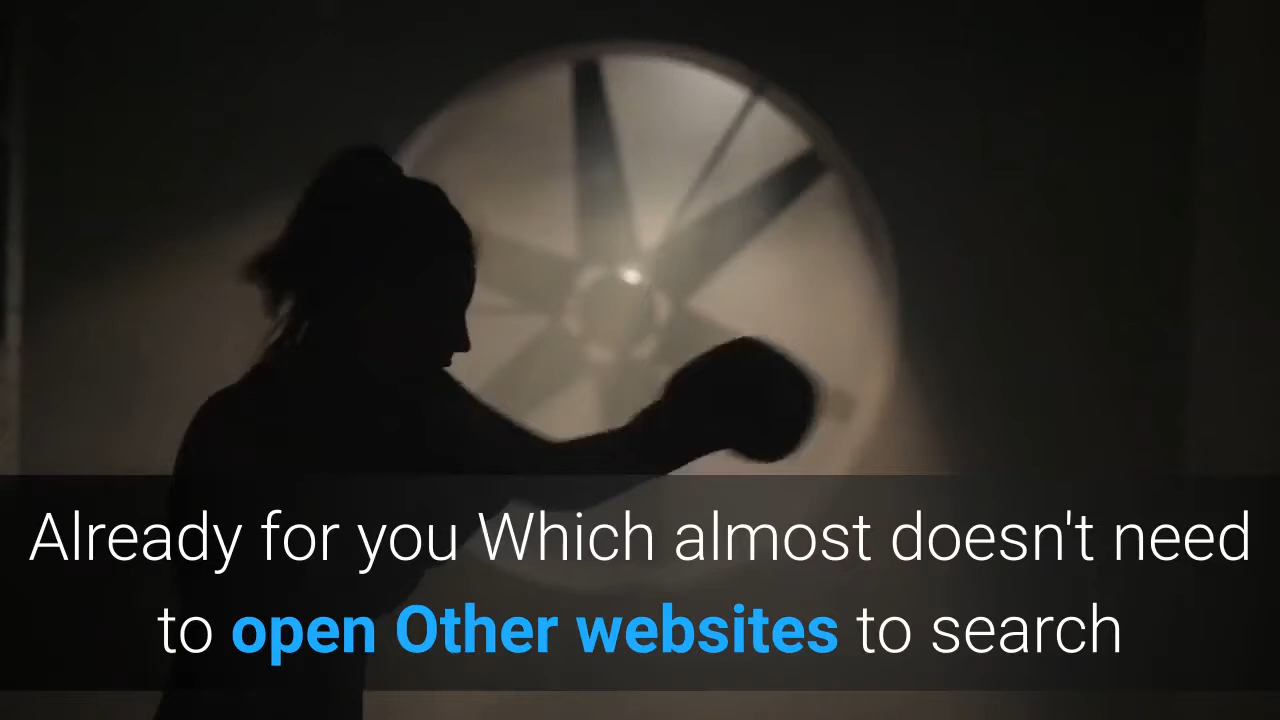 Already for you Which almost doesn't need
to open Other websites to search